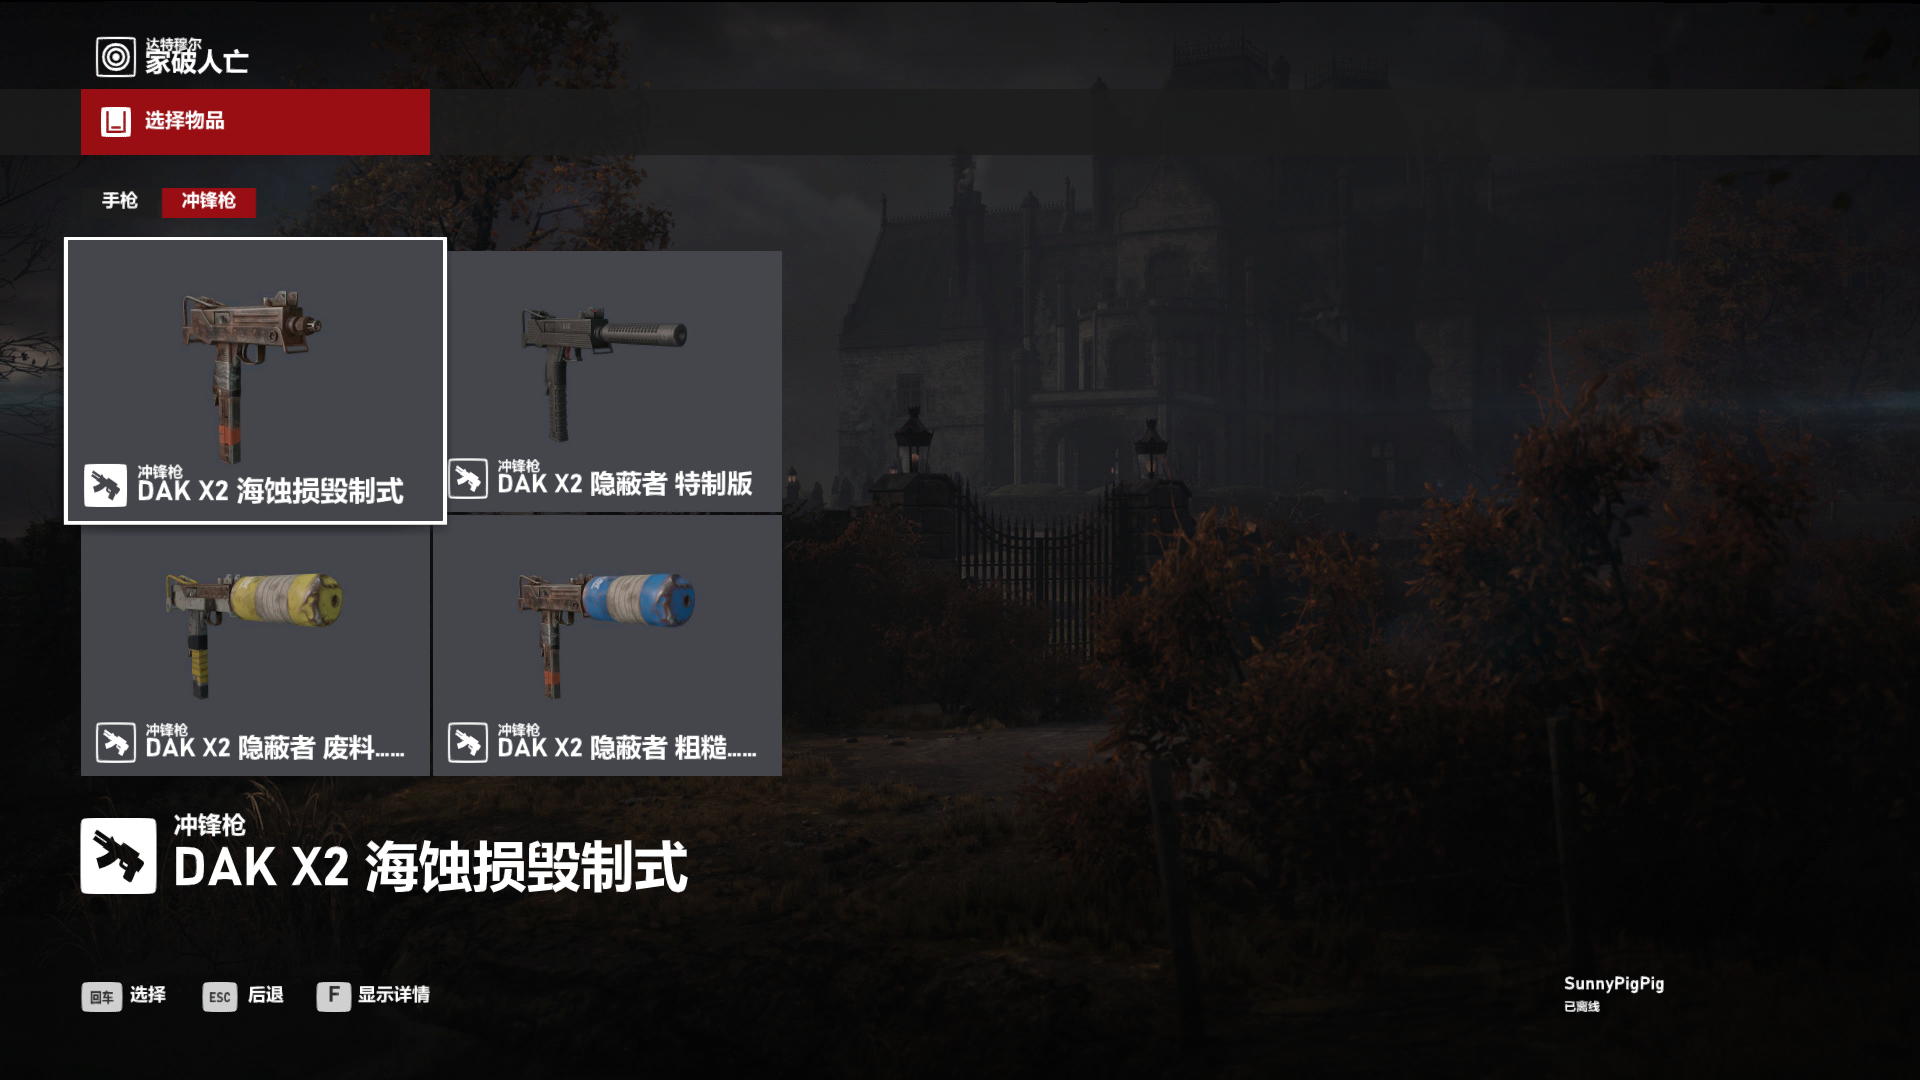 达特穆尔
家破人亡
选择物品
手枪
冲锋枪
冲锋枪
DAK X2 海蚀损毁制式
冲锋枪
DAK X2 隐蔽者 特制版
冲锋枪
DAK X2 隐蔽者 废料......
冲锋枪
DAK X2 隐蔽者 粗糙......
冲锋枪
DAK X2 海蚀损毁制式
回车 选择
ESC 后退
F 显示详情
SunnyPigPig
已离线